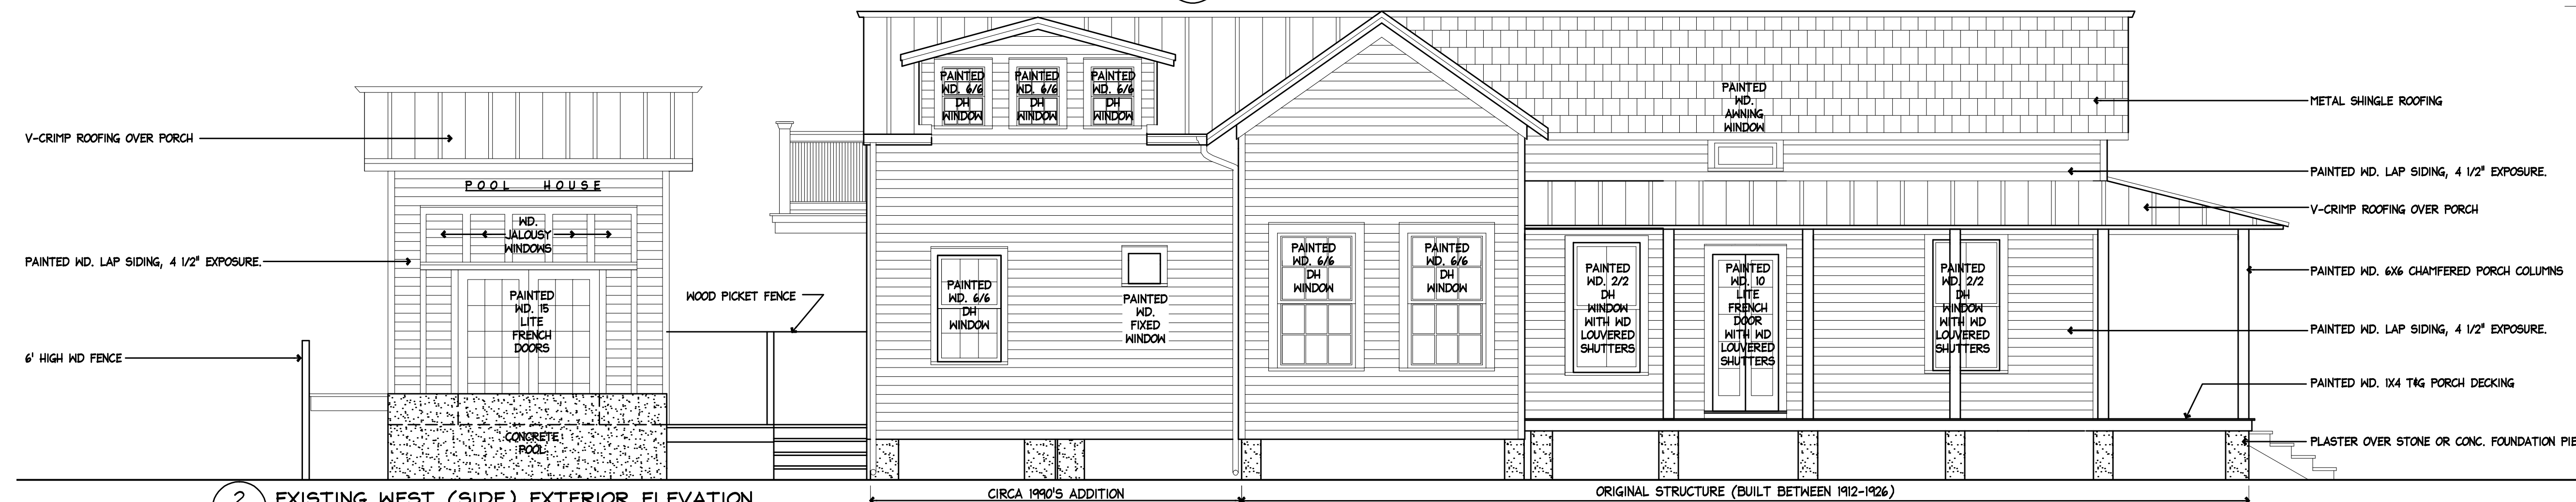 V-CRIMP ROOFING OVER PORCH
POOL HOUSE
WD.
JALOUSY
WINDOWS
PAINTED WD. LAP SIDING, 4 1/2" EXPOSURE.
PAINTED
WD. 15
LITE
FRENCH
DOORS
6' HIGH WD FENCE
CONCRETE
POOL
WOOD PICKET FENCE
PAINTED
WD. 6/6
DH
WINDOW
PAINTED
WD. 6/6
DH
WINDOW
PAINTED
WD. 6/6
DH
WINDOW
PAINTED
WD. 6/6
DH
WINDOW
PAINTED
WD.
FIXED
WINDOW
PAINTED
WD. 6/6
DH
WINDOW
PAINTED
WD. 6/6
DH
WINDOW
PAINTED
WD.
AWNING
WINDOW
PAINTED
WD. 2/2
DH
WINDOW
WITH WD
LOUVERED
SHUTTERS
PAINTED
WD. 10
LITE
FRENCH
DOOR
WITH WD
LOUVERED
SHUTTERS
PAINTED
WD. 2/2
DH
WINDOW
WITH WD
LOUVERED
SHUTTERS
METAL SHINGLE ROOFING
PAINTED WD. LAP SIDING, 4 1/2" EXPOSURE.
V-CRIMP ROOFING OVER PORCH
PAINTED WD. 6X6 CHAMFERED PORCH COLUMNS
PAINTED WD. LAP SIDING, 4 1/2" EXPOSURE.
PAINTED WD. 1X4 T&G PORCH DECKING
PLASTER OVER STONE OR CONC. FOUNDATION PIE
2 EXISTING WEST (SIDE) EXTERIOR ELEVATION
CIRCA 1990'S ADDITION
ORIGINAL STRUCTURE (BUILT BETWEEN 1912-1926)